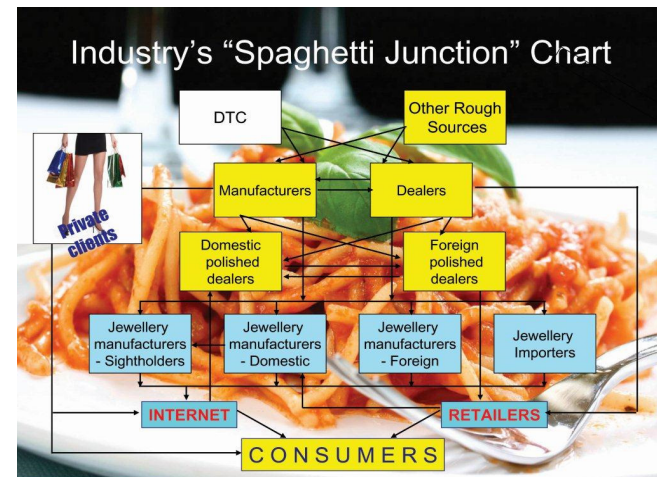 Industry's “Spaghetti Junction” Chart
DTC
Other Rough
Sources
Private
clients
Manufacturers
Dealers
Domestic
polished
dealers
Foreign
polished
dealers
Jewellery
manufacturers
- Sightholders
Jewellery
manufacturers
- Domestic
Jewellery
manufacturers
- Foreign
Jewellery
Importers
INTERNET
RETAILERS
CONSUMERS